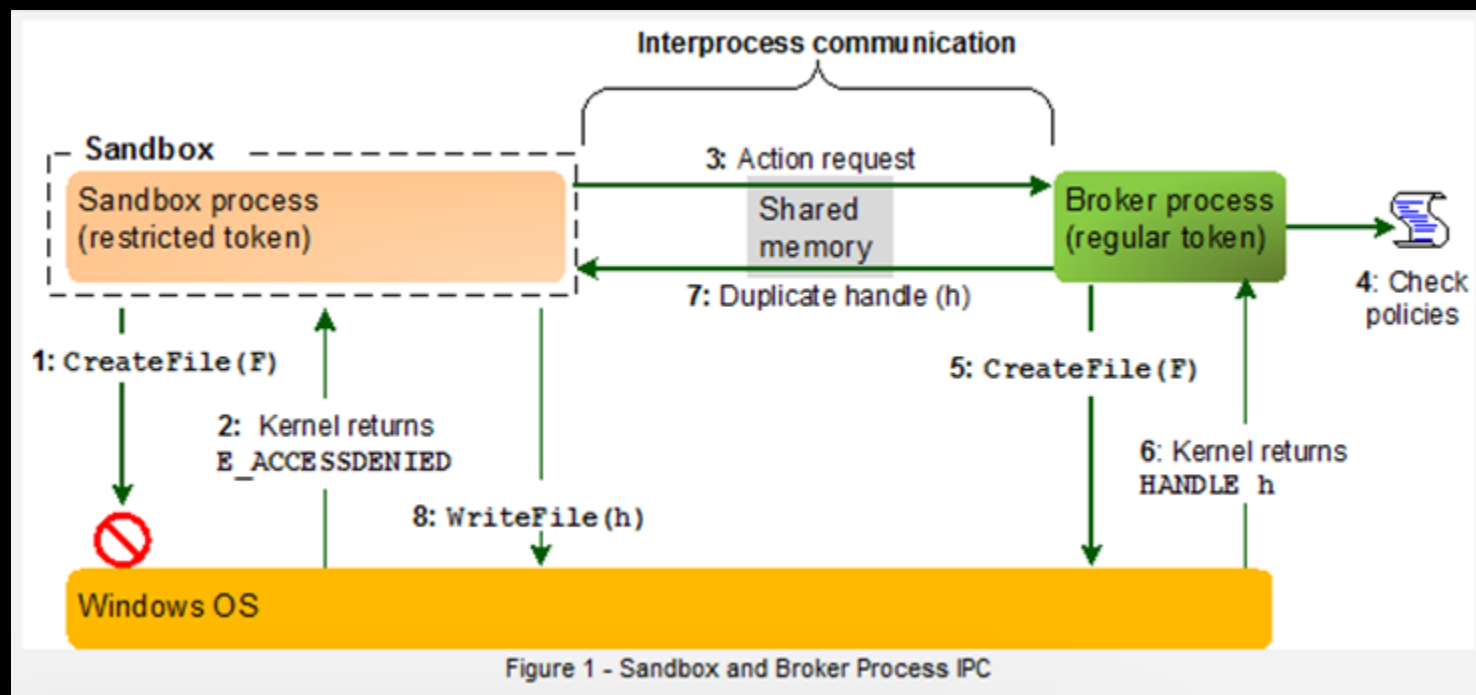 Interprocess communication
Sandbox
3: Action request
Sandbox process
(restricted token)
Shared
memory
Broker process
(regular token)
7: Duplicate handle (h)
4: Check
policies
1: CreateFile(F)
5: CreateFile(F)
2: Kernel returns
E_ACCESSDENIED
6: Kernel returns
HANDLE h
8: WriteFile(h)
Windows OS
Figure 1 - Sandbox and Broker Process IPC